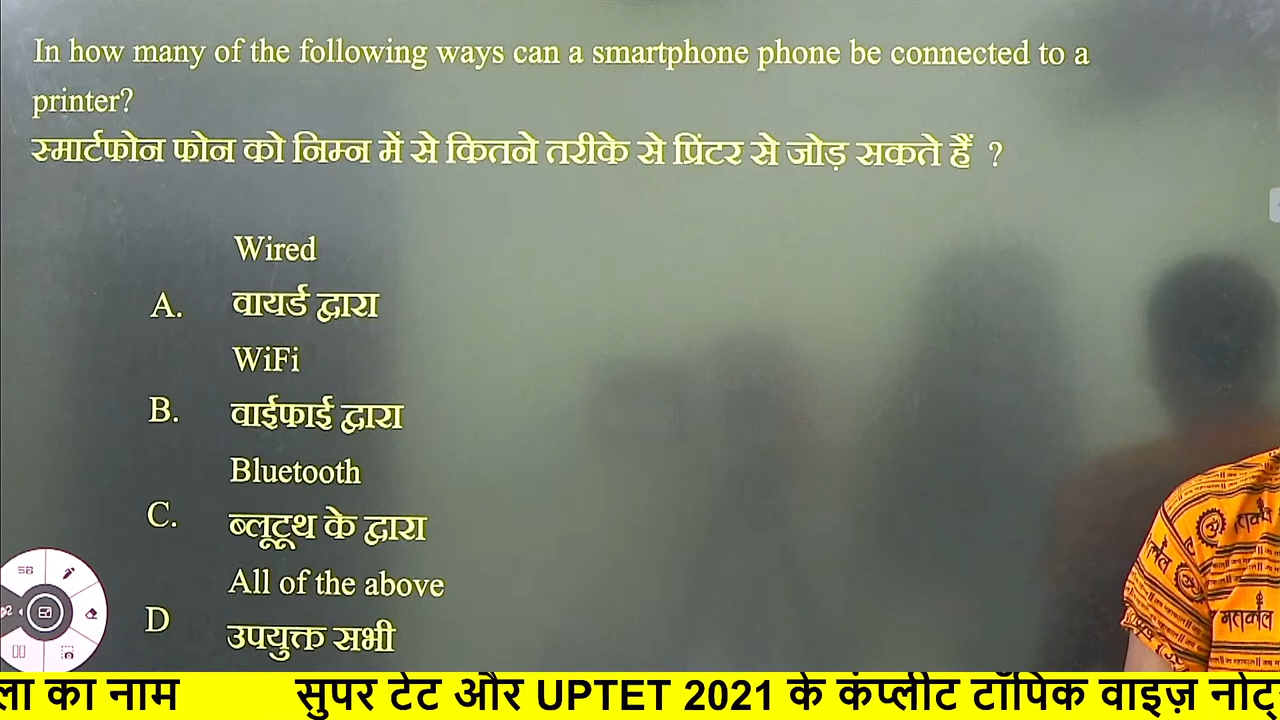 In how many of the following ways can a smartphone phone be connected to a
printer?
स्मार्टफोन फोन को निम्न में से कितने तरीके से प्रिंटर से जोड़ सकते हैं ?
Wired
A. वायर्ड द्वारा
WiFi
B. वाईफाई द्वारा
Bluetooth
C. ब्लूटूथ के द्वारा
All of the above
D उपयुक्त सभी
ला का नाम सुपर टेट और UPTET 2021 के कंप्लीट टॉपिक वाइज़ नोट्